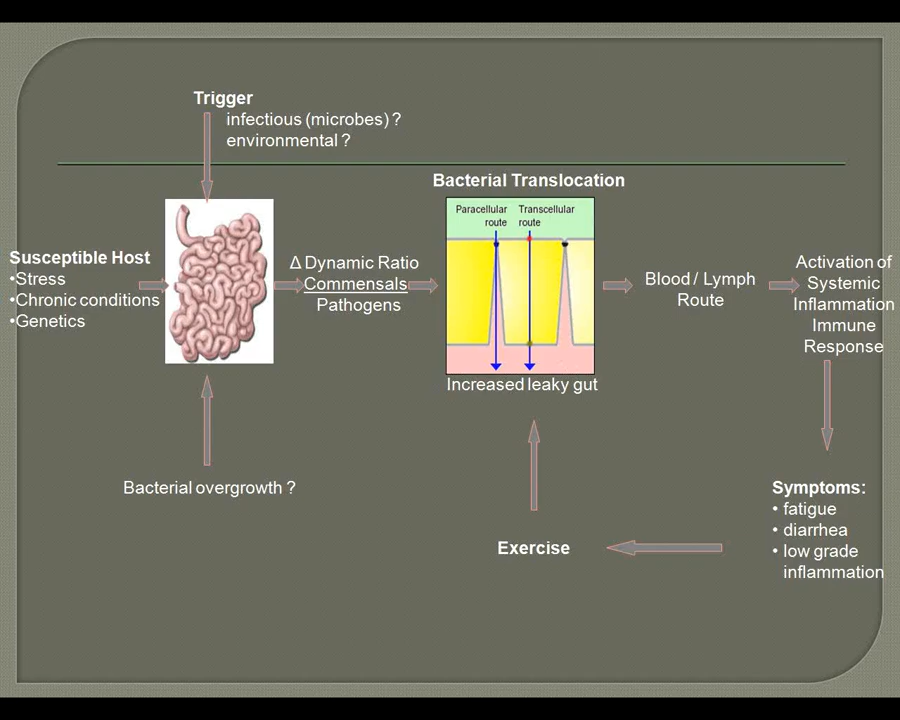 Trigger
infectious (microbes) ?
environmental ?
Bacterial Translocation
Paracellular route
Transcellular route
Susceptible Host
•Stress
•Chronic conditions
•Genetics
Δ Dynamic Ratio
Commensals
Pathogens
Blood / Lymph
Route
Activation of
Systemic
Inflammation
Immune
Response
Increased leaky gut
Bacterial overgrowth ?
Exercise
Symptoms:
• fatigue
• diarrhea
• low grade
inflammation